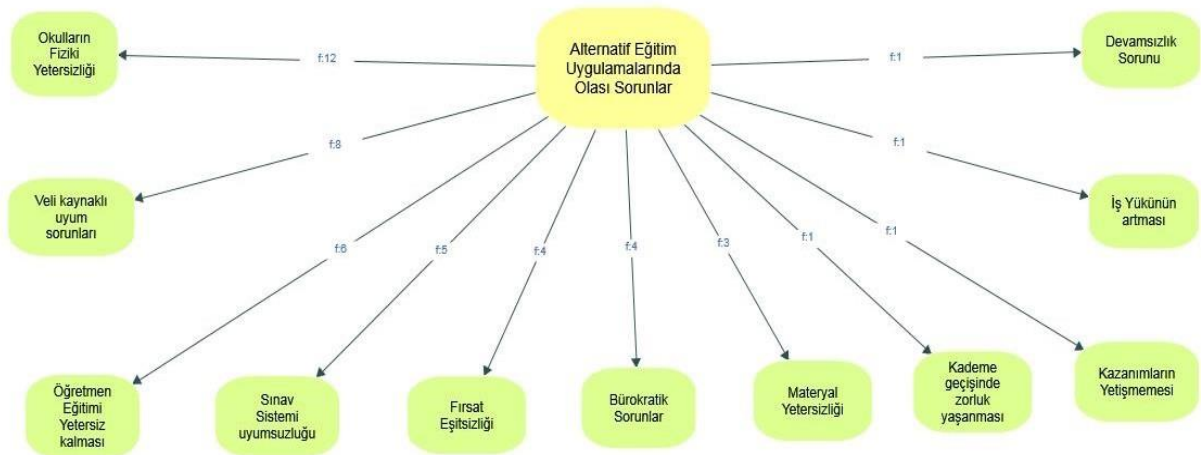 Alternatif Eğitim
Uygulamalarında
Olası Sorunlar
Okulların
Fiziki
Yetersizliği
f:12
f:1
Devamsızlık
Sorunu
Veli kaynaklı
uyum
sorunları
f:8
f:1
İş Yükünün
artması
f:6
f:5
f:4
f:4
f:3
f:1
f:1
Öğretmen
Eğitimi
Yetersiz
kalması
Sınav
Sistemi
uyumsuzluğu
Fırsat
Eşitsizliği
Bürokratik
Sorunlar
Materyal
Yetersizliği
Kademe
geçişinde
zorluk
yaşanması
Kazanımların
Yetişmemesi